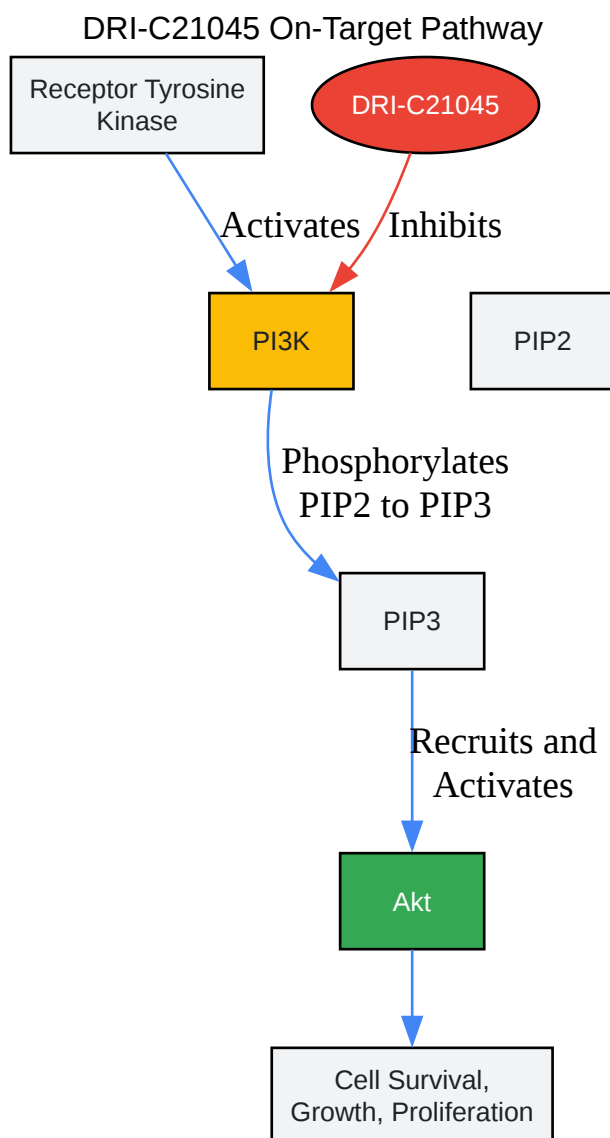 DRI-C21045 On-Target Pathway
Receptor Tyrosine
Kinase
DRI-C21045
Activates
Inhibits
PI3K
PIP2
Phosphorylates
PIP2 to PIP3
PIP3
Recruits and
Activates
Akt
Cell Survival,
Growth, Proliferation